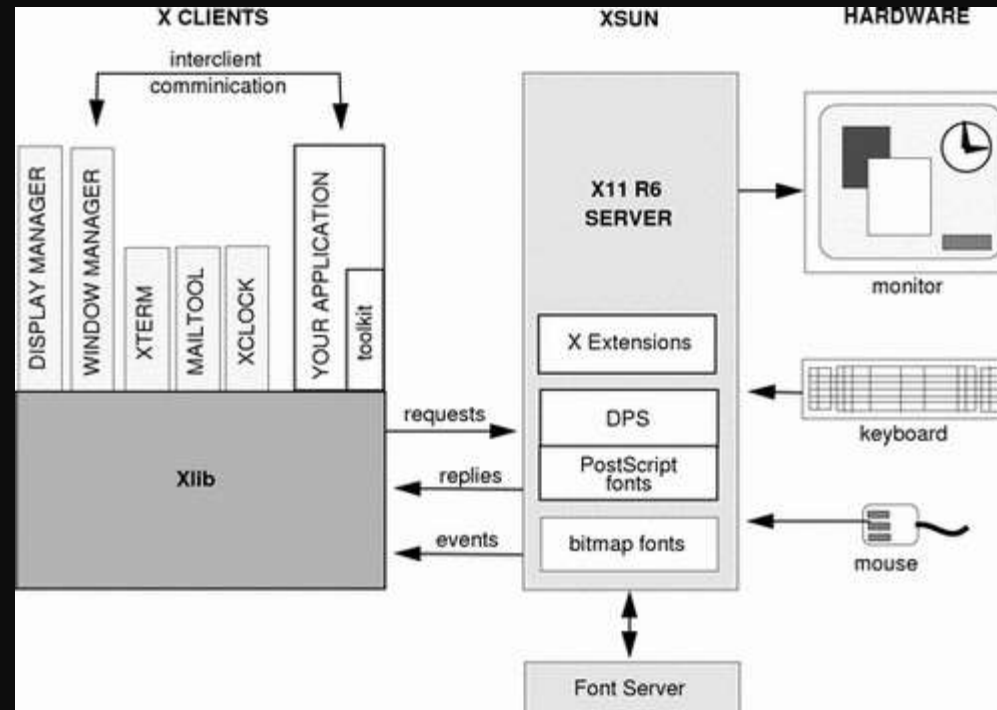 X CLIENTS
XSUN
HARDWARE
interclient
comminication
DISPLAY MANAGER
WINDOW MANAGER
XTERM
MAILTOOL
XCLOCK
YOUR APPLICATION
toolkit
X11 R6
SERVER
monitor
X Extensions
requests
DPS
keyboard
Xlib
replies
PostScript
fonts
events
bitmap fonts
mouse
Font Server